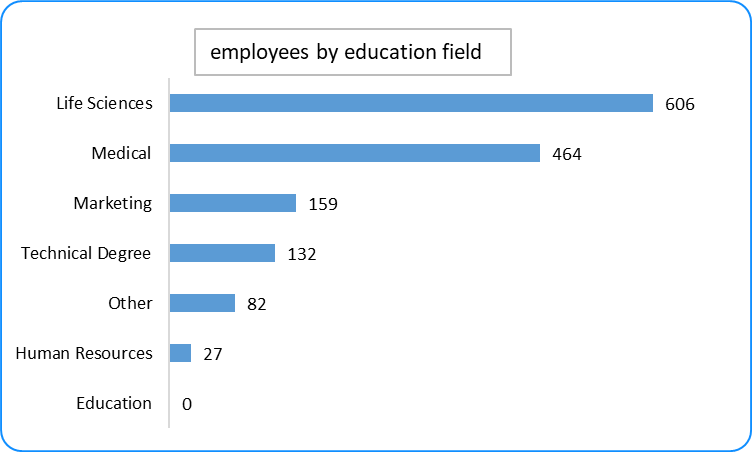 employees by education field
Life Sciences 606
Medical 464
Marketing 159
Technical Degree 132
Other 82
Human Resources 27
Education 0